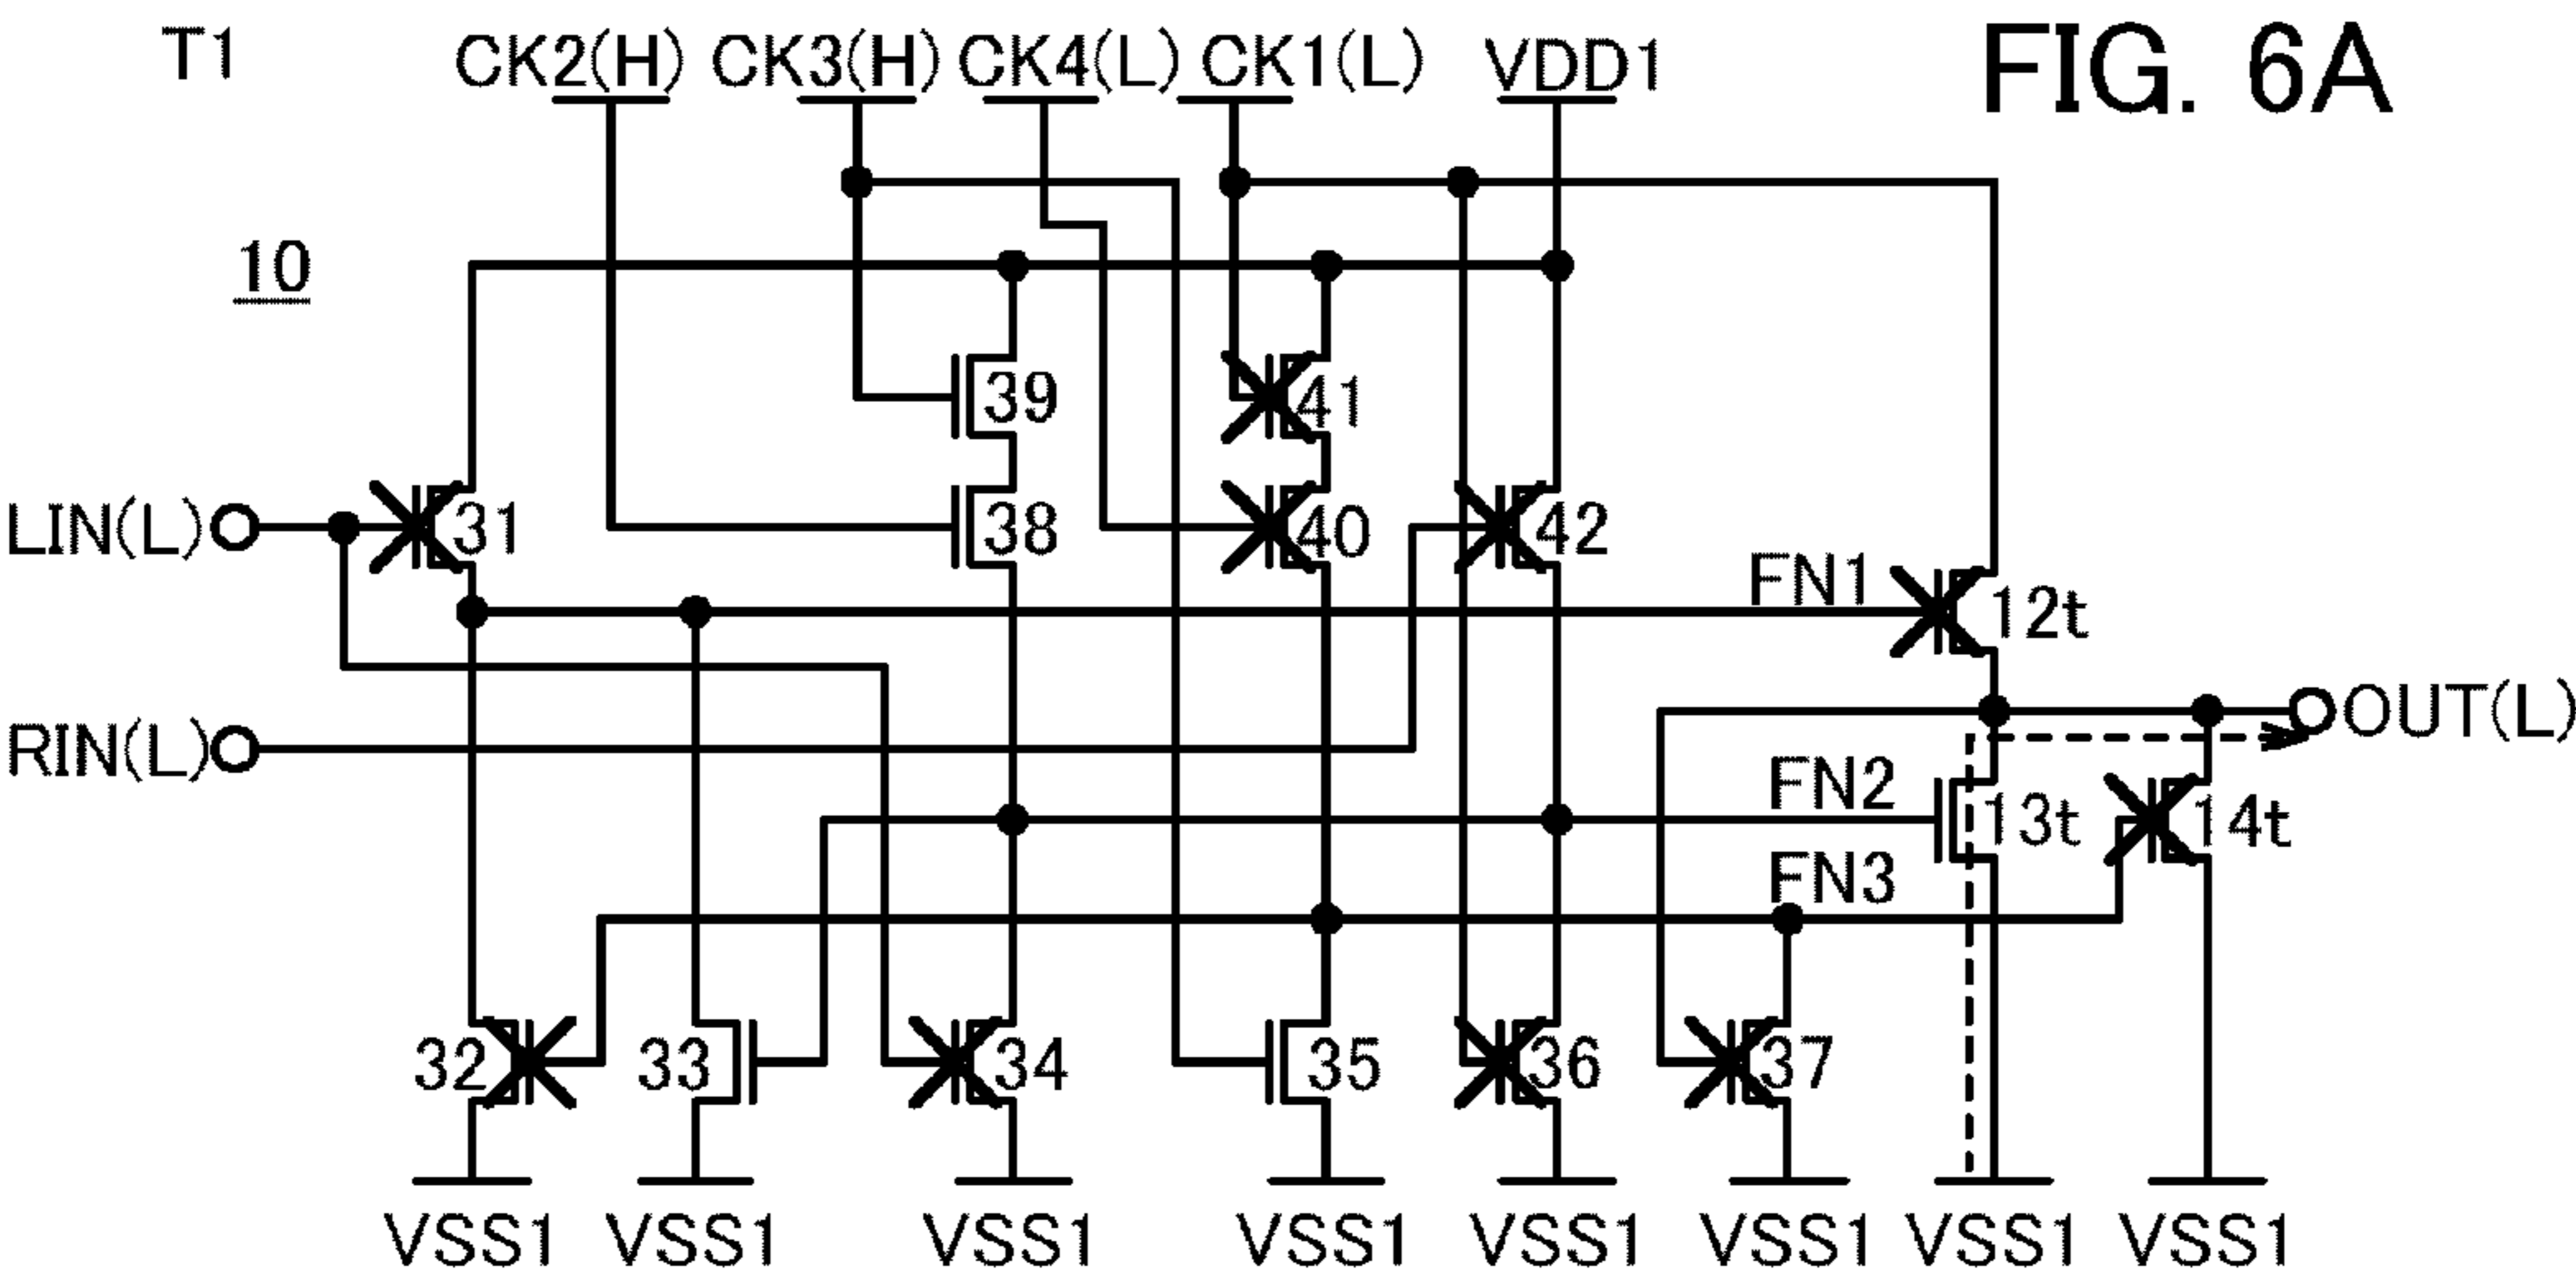 T1 CK2(H) CK3(H) CK4(L) CK1(L) VDD1 FIG. 6A
10
39 41
LIN(L) 31 38 40 42
FN1 12t
OUT(L)
RIN(L)
FN2 13t 14t
FN3
32 33 34 35 36 37
VSS1 VSS1 VSS1 VSS1 VSS1 VSS1 VSS1 VSS1